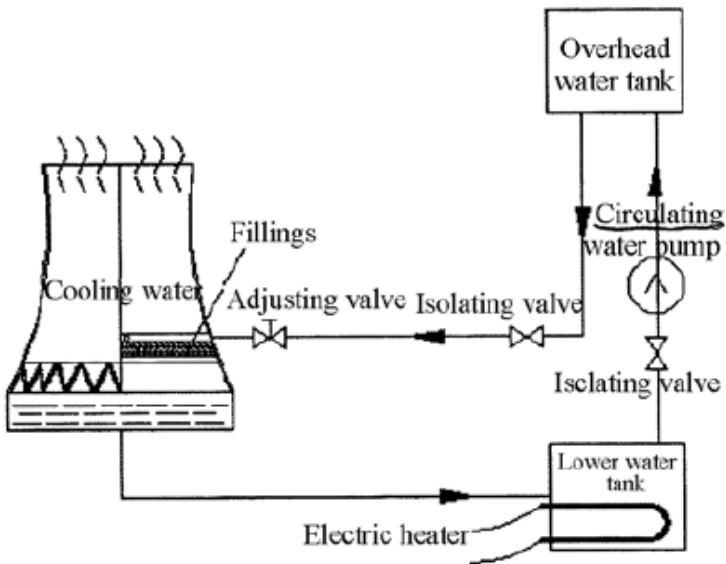 Overhead
water tank
Circulating
water pump
Fillings
Cooling water
Adjusting valve
Isolating valve
Isclating valve
Lower water
tank
Electric heater